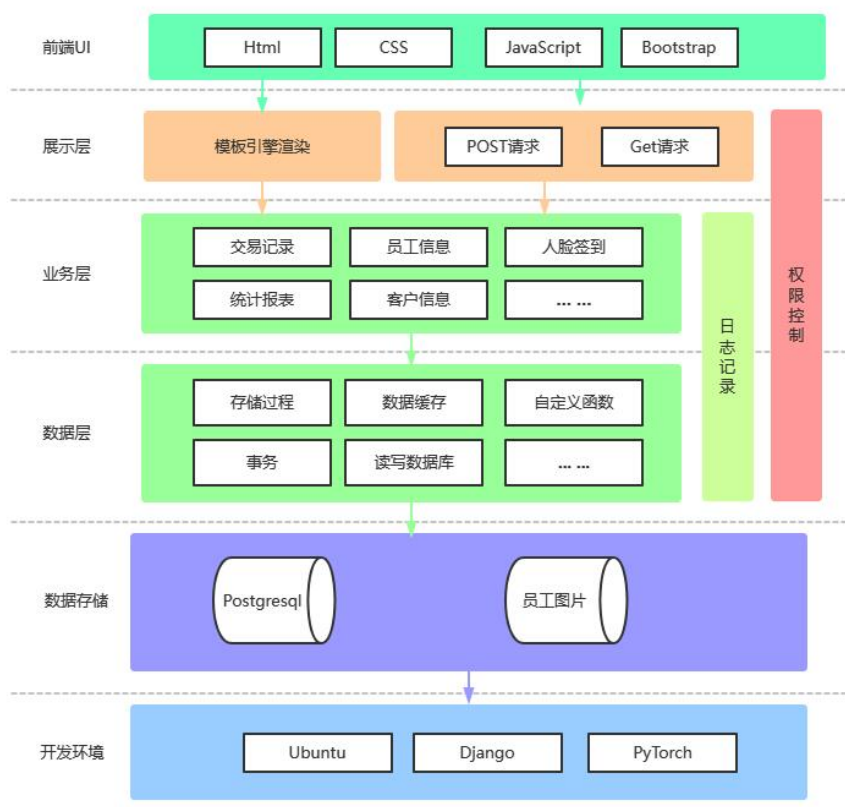 前端UI
Html
CSS
JavaScript
Bootstrap
展示层
模板引擎渲染
POST请求
Get请求
业务层
交易记录
员工信息
人脸签到
统计报表
客户信息
... ...
数据层
存储过程
数据缓存
自定义函数
事务
读写数据库
... ...
日志记录
权限控制
数据存储
Postgresql
员工图片
开发环境
Ubuntu
Django
PyTorch